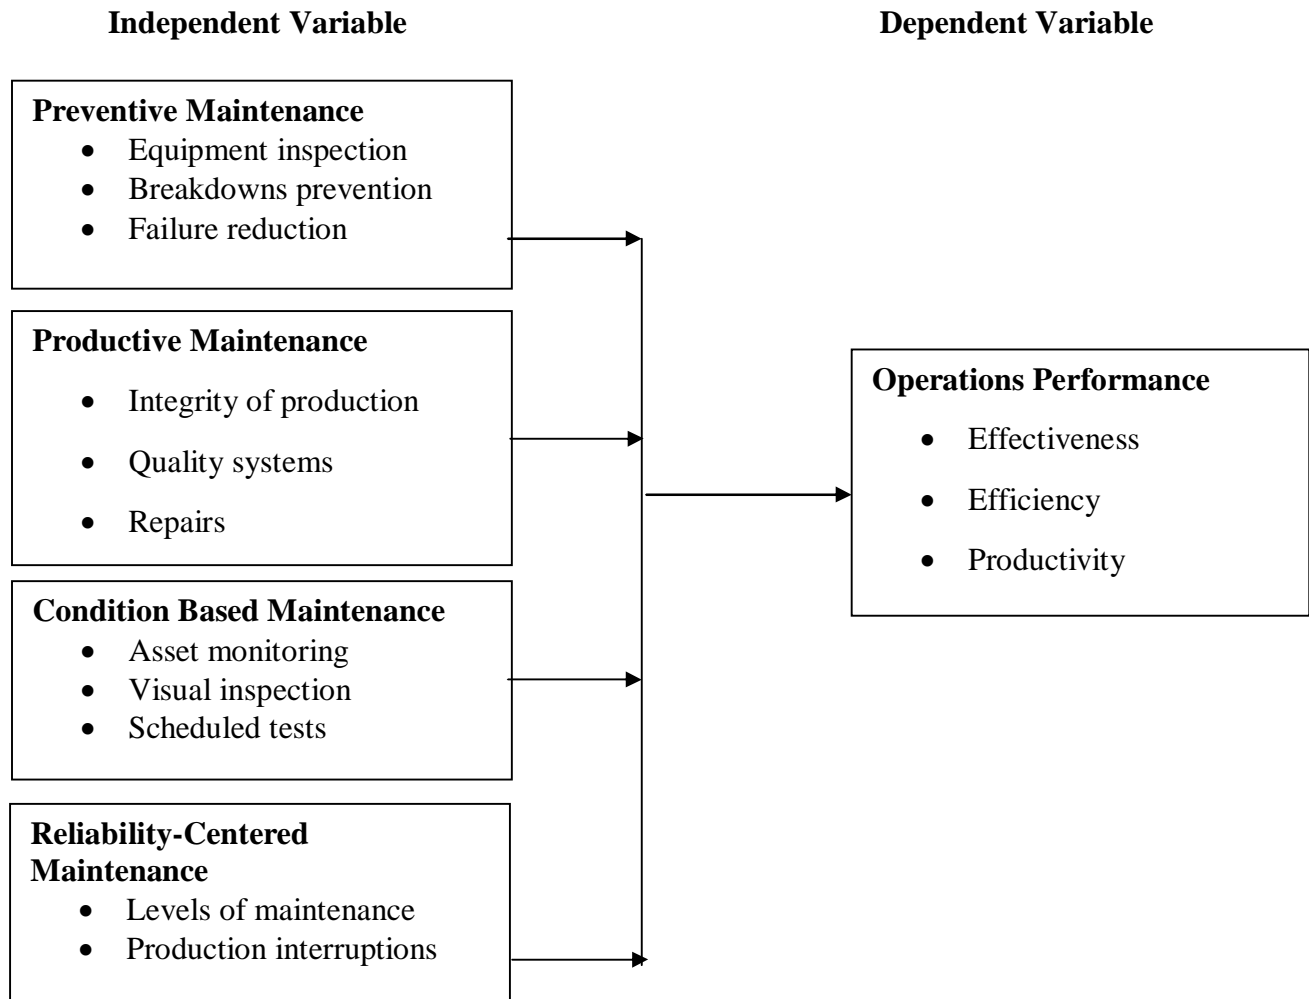 Independent Variable
Dependent Variable
Preventive Maintenance
• Equipment inspection
• Breakdowns prevention
• Failure reduction
Productive Maintenance
• Integrity of production
• Quality systems
• Repairs
Condition Based Maintenance
• Asset monitoring
• Visual inspection
• Scheduled tests
Reliability-Centered
Maintenance
• Levels of maintenance
• Production interruptions
Operations Performance
• Effectiveness
• Efficiency
• Productivity